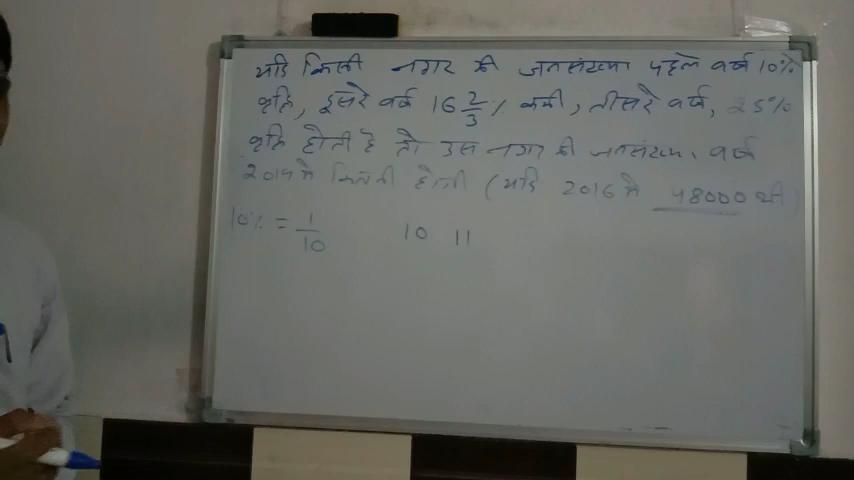 यदि किसी नगर की जनसंख्या पहले वर्ष 10%
वृद्धि, दूसरे वर्ष 16 2/3 % कमी, तीसरे वर्ष, 25%
वृद्धि होती है तो उस नगर की जनसंख्या वर्ष
2019 मे कितनी होगी (यदि 2016 मे 48000 थी)
10% = 1/10 10 11